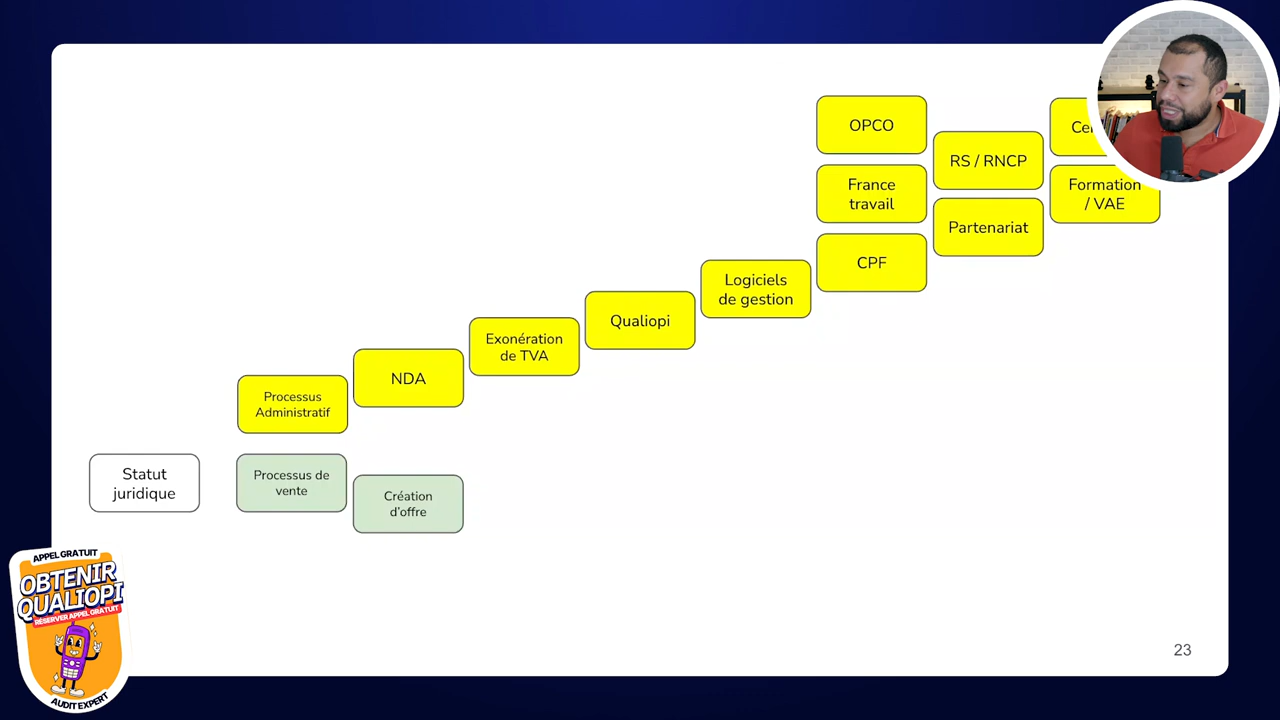 OPCO
RS / RNCP
France
travail
Formation
/ VAE
Partenariat
CPF
Logiciels
de gestion
Qualiopi
Exonération
de TVA
NDA
Processus
Administratif
Statut
juridique
Processus de
vente
Création
d'offre
APPEL GRATUIT
OBTENIR
QUALIOPI
RÉSERVER APPEL GRATUIT
AUDIT EXPERT
23